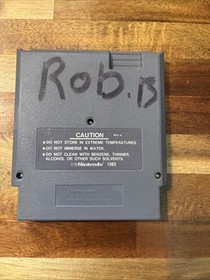 Rob.B
CAUTION
•DO NOT STORE IN EXTREME TEMPERATURES.
•DO NOT IMMERSE IN WATER.
•DO NOT CLEAN WITH BENZENE, THINNER,
ALCOHOL OR OTHER SUCH SOLVENTS.
©Nintendo 1985